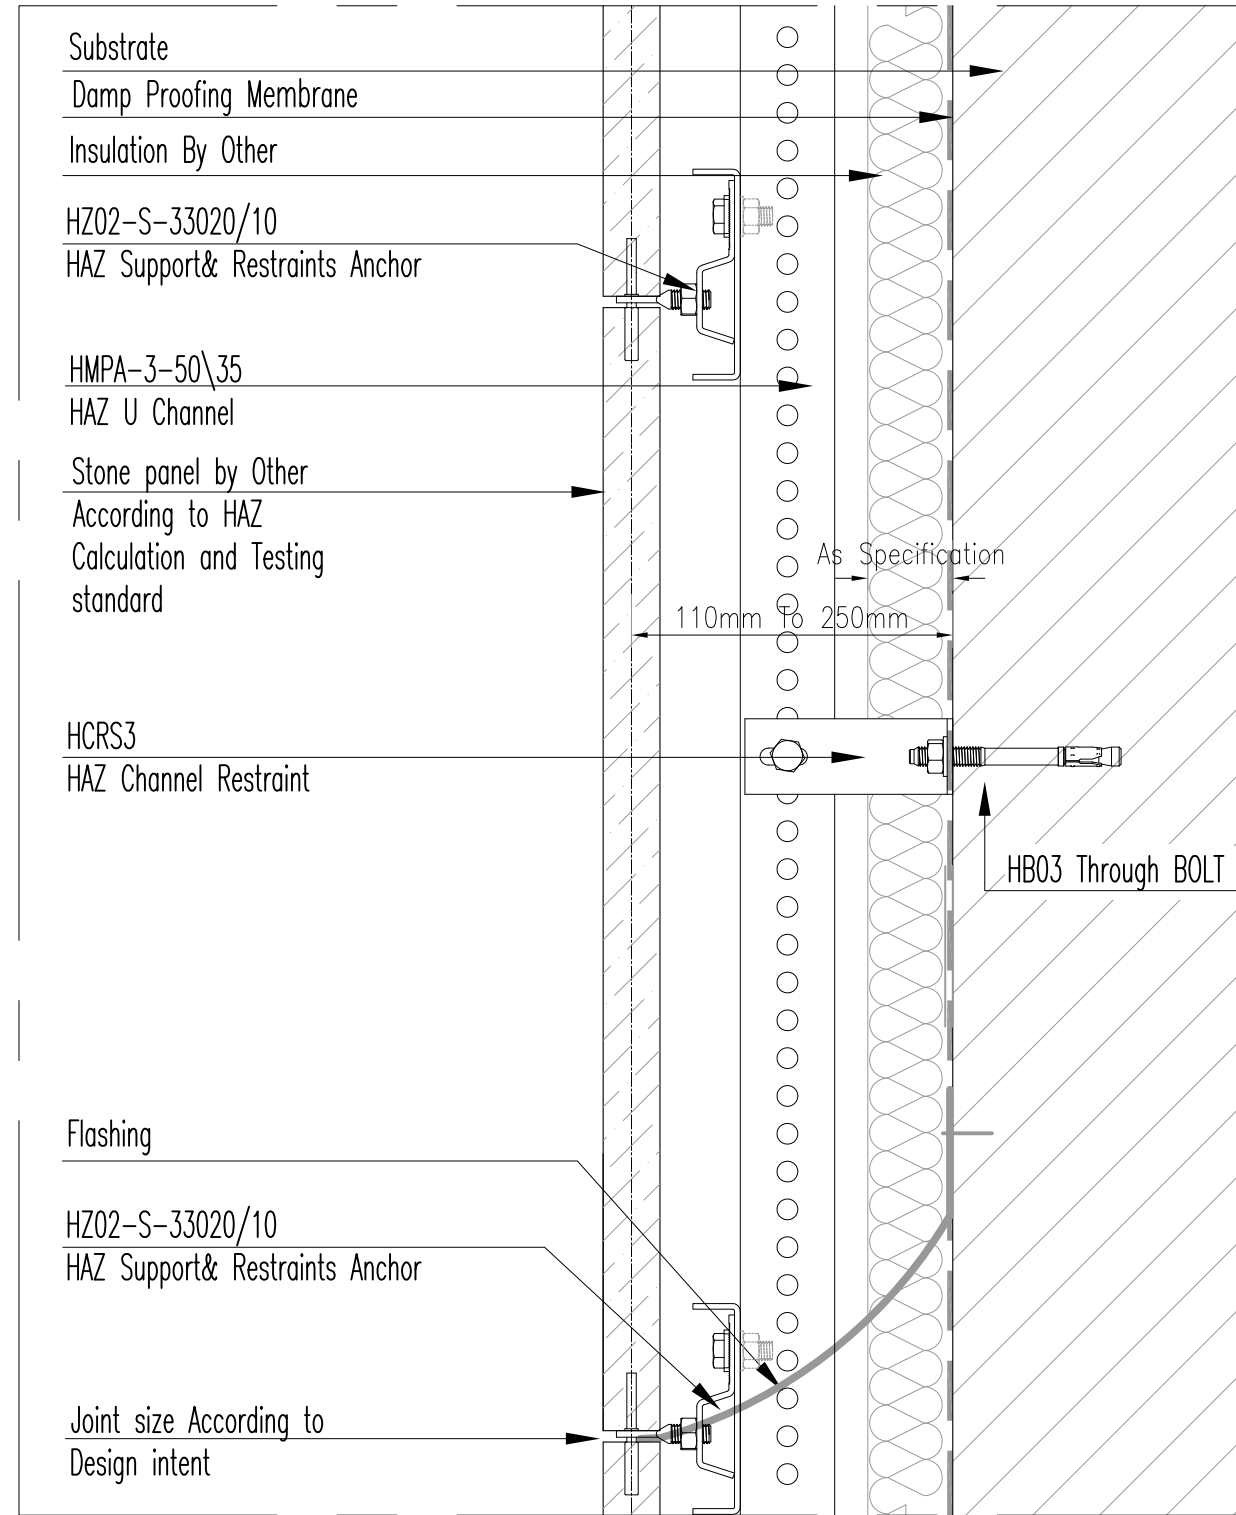 Substrate
Damp Proofing Membrane
Insulation By Other
HZ02-S-33020/10
HAZ Support& Restraints Anchor
HMPA-3-50\35
HAZ U Channel
Stone panel by Other
According to HAZ
Calculation and Testing
standard
As Specification
110mm To 250mm
HCRS3
HAZ Channel Restraint
HB03 Through BOLT
Flashing
HZ02-S-33020/10
HAZ Support& Restraints Anchor
Joint size According to
Design intent